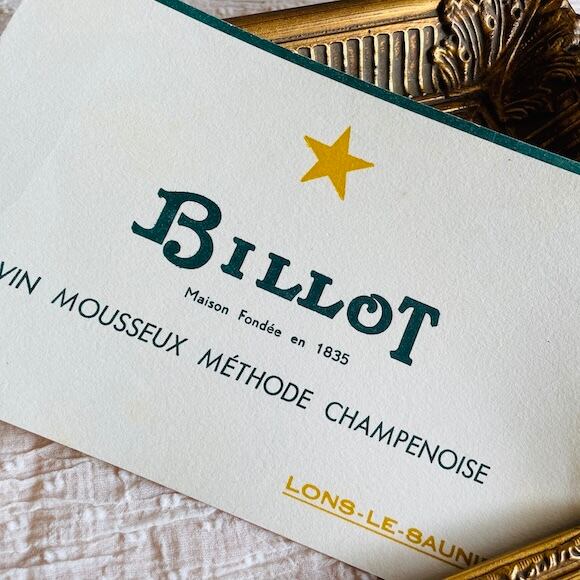 BILLOT
Maison Fondée en 1835
VIN MOUSSEUX MÉTHODE CHAMPENOISE